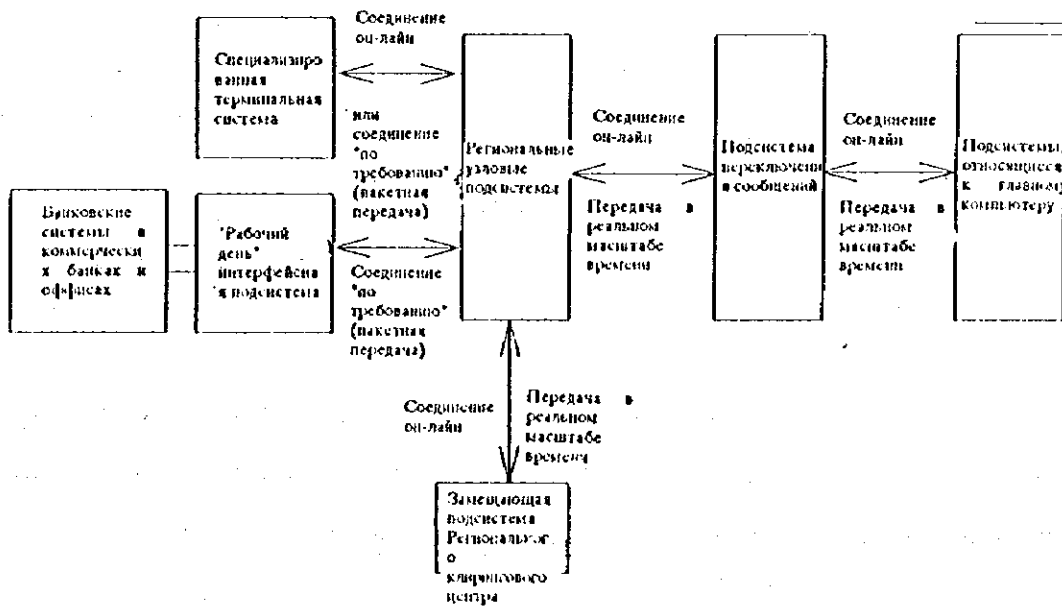 Соединение
он-лайн
Специализиро
ванная
терминальная
система
или
соединение
"по
требованию"
(пакетная
передача)
Региональные
узловые
подсистемы
Соединение
он-лайн
Передача в
реальном
масштабе
времени
Подсистема
переключени
я сообщений
Соединение
он-лайн
Передача в
реальном
масштабе
времени
Подсистемы,
относящиеся
к главному
компьютеру
Банковские
системы в
коммерчески
х банках и
оффисах
"Рабочий
день"
интерфейсна
я подсистема
Соединение
"по
требованию"
(пакетная
передача)
Соединение
он-лайн
Передача в
реальном
масштабе
времени
Замещающая
подсистема
Региональног
о
клирингового
центра